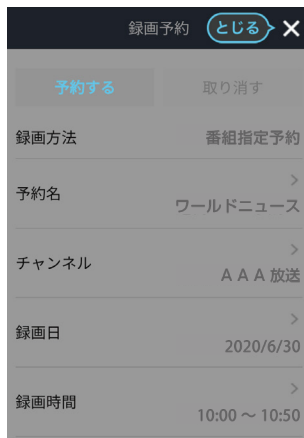 録画予約 とじる ×
予約する 取り消す
録画方法 番組指定予約
予約名 >
ワールドニュース
チャンネル >
ＡＡＡ放送
録画日 >
2020/6/30
録画時間 >
10:00 ～ 10:50